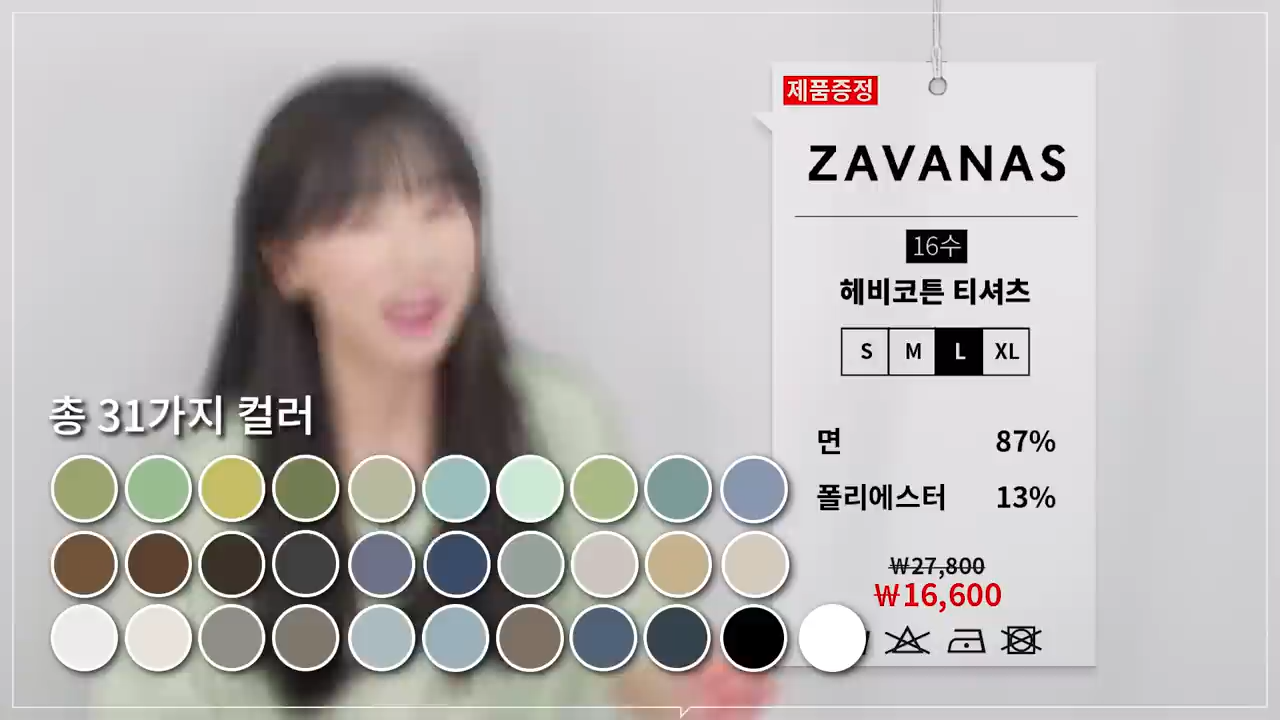 제품증정
ZAVANAS
16수
헤비코튼 티셔츠
S M L XL
면 87%
폴리에스터 13%
₩27,800
₩16,600
총 31가지 컬러